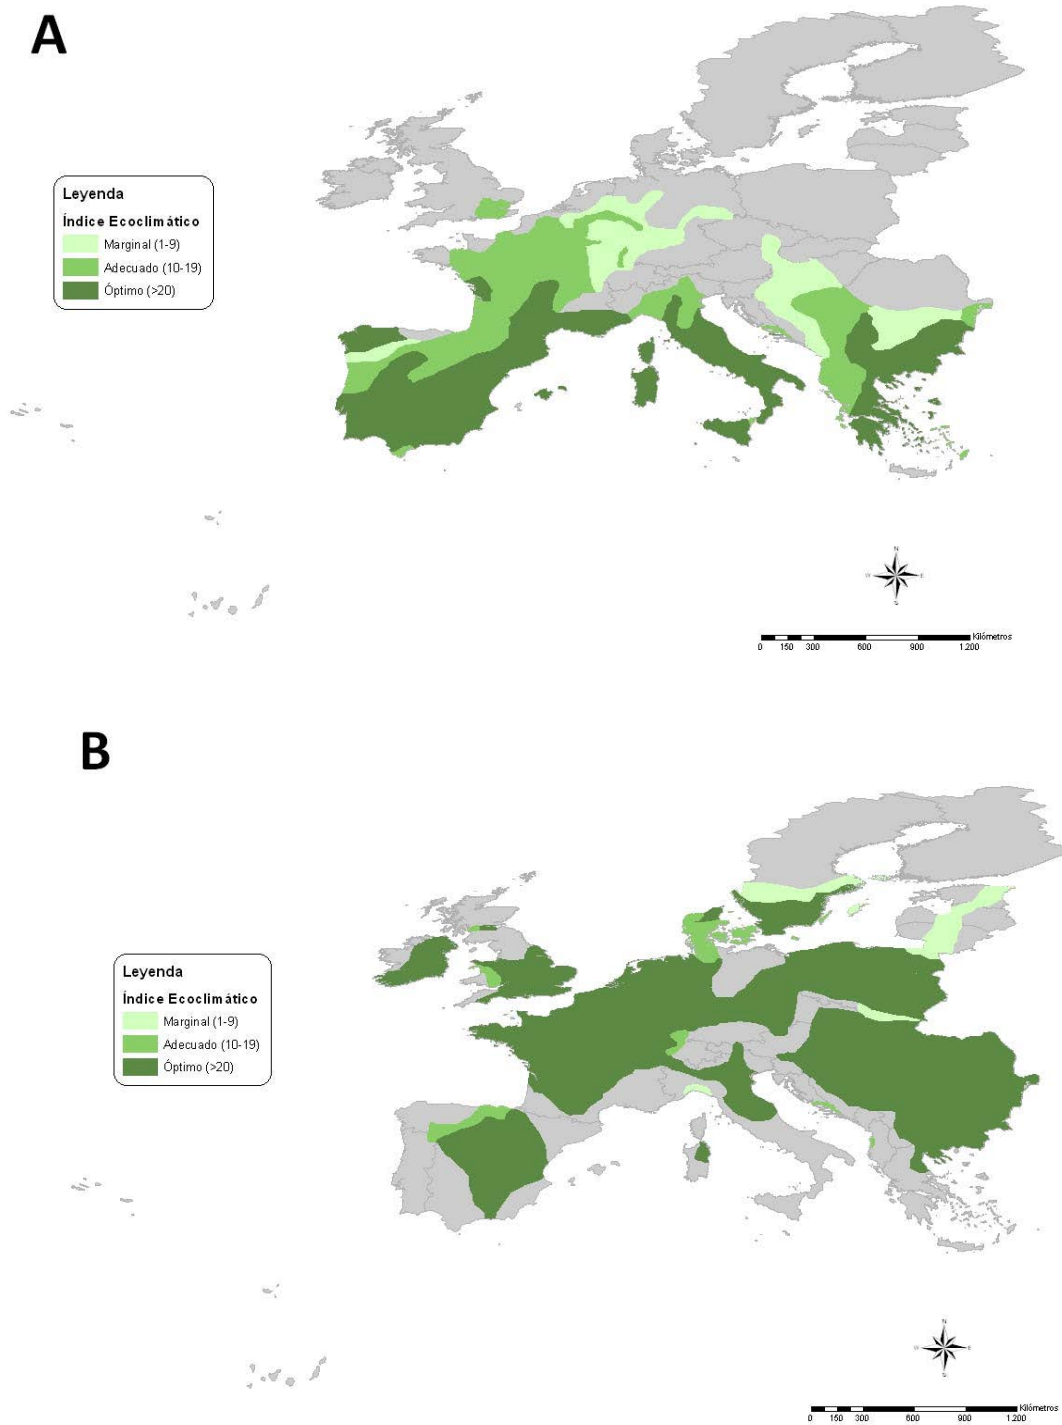 A
Leyenda
Índice Ecoclimático
Marginal (1-9)
Adecuado (10-19)
Óptimo (>20)
N
W E
S
Kilómetros
0 150 300 600 900 1.200
B
Leyenda
Índice Ecoclimático
Marginal (1-9)
Adecuado (10-19)
Óptimo (>20)
N
W E
S
Kilómetros
0 150 300 600 900 1.200